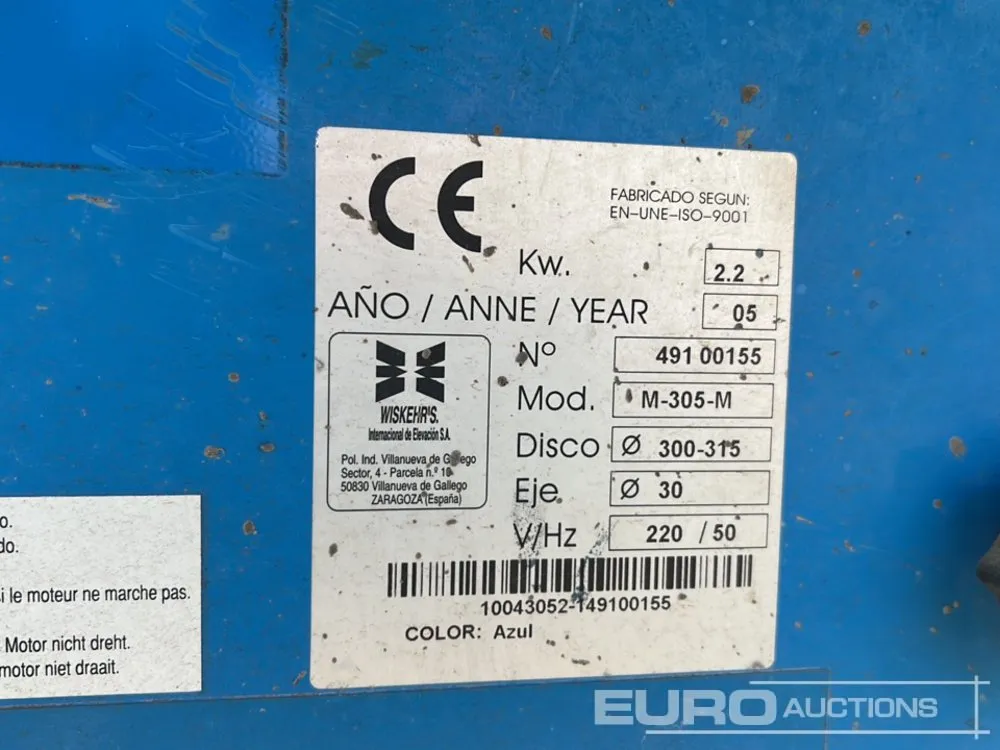 CE
FABRICADO SEGUN:
EN-UNE-ISO-9001
Kw. 2.2
AÑO / ANNE / YEAR 05
Nº 491 00155
Mod. M-305-M
Disco Ø 300-315
Eje Ø 30
V/Hz 220 / 50
WISKEHR'S.
Internacional de Elevación S.A.
Pol. Ind. Villanueva de Gallego
Sector, 4 - Parcela n.º 10
50830 Villanueva de Gallego
ZARAGOZA (España)
10043052-149100155
COLOR: Azul
o.
do.
i le moteur ne marche pas.
Motor nicht dreht.
motor niet draait.
EURO AUCTIONS